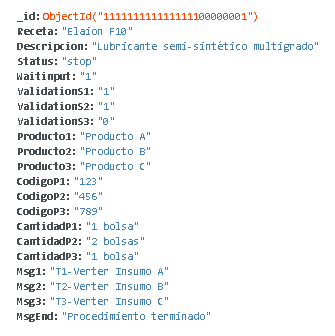 _id: ObjectId("111111111111111100000001")
Receta: "Elaion F10"
Descripcion: "Lubricante semi-sintético multigrado"
Status: "stop"
Waitinput: "1"
ValidationS1: "1"
ValidationS2: "1"
ValidationS3: "0"
Producto1: "Producto A"
Producto2: "Producto B"
Producto3: "Producto C"
CodigoP1: "123"
CodigoP2: "456"
CodigoP3: "789"
CantidadP1: "1 bolsa"
CantidadP2: "2 bolsas"
CantidadP3: "1 bolsa"
Msg1: "T1-Verter Insumo A"
Msg2: "T2-Verter Insumo B"
Msg3: "T3-Verter Insumo C"
MsgEnd: "Procedimiento terminado"